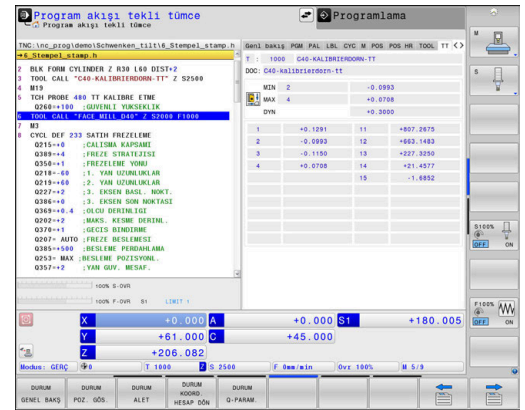 Program akışı tekli tümce
Program akışı tekli tümce
Programlama
TNC:\nc_prog\demo\Schwenken_tilt\6_Stempel_stamp.h
→6_Stempel_stamp.h
2 BLK FORM CYLINDER Z R30 L60 DIST+2
3 TOOL CALL "C40-KALIBRIERDORN-TT" Z S2500
4 M19
5 TCH PROBE 480 TT KALIBRE ETME
Q260=+100 ;GUVENLI YUKSEKLIK
6 TOOL CALL "FACE_MILL_D40" Z S2000 F1000
7 M3
8 CYCL DEF 233 SATIH FREZELEME
Q215=+0 ;CALISMA KAPSAMI
Q389=+4 ;FREZE STRATEJISI
Q350=+1 ;FREZELEME YONU
Q218=-60 ;1. YAN UZUNLUKLAR
Q219=+60 ;2. YAN UZUNLUKLAR
Q227=+2 ;3. EKSEN BASL. NOKT.
Q386=+0 ;3. EKSEN SON NOKTASI
Q369=+0.4 ;OLCU DERINLIGI
Q202=+2 ;MAKS. KESME DERINL.
Q370=+1 ;GECIS BINDIRME
Q207= AUTO ;FREZE BESLEMESI
Q385=+500 ;BESLEME PERDAHLAMA
Q253= MAX ;BESLEME POZISYONL.
Q357=+2 ;YAN GUV. MESAF.
Genl bakış PGM PAL LBL CYC M POS POS HR TOOL TT
T : 1000 C40-KALIBRIERDORN-TT
DOC: C40-kalibrierdorn-tt
MIN 2 -0.0993
MAX 4 +0.0708
DYN +0.3000
1 +0.1291 11 +807.2675
2 -0.0993 12 +663.1483
3 -0.1150 13 +227.3250
4 +0.0708 14 +21.4577
15 -1.6852
100% S-OVR
100% F-OVR S1 LIMIT 1
X +0.000 A +0.000 S1 +180.005
Y +61.000 C +45.000
Z +206.082
Modus: GERÇ 0 T 1000 Z S 2500 F 0mm/min Ovr 100% M 5/9
DURUM GENEL BAKŞ
DURUM POZ. GÖS.
DURUM ALET
DURUM KOORD. HESAP DÖN
DURUM Q-PARAM.
M
S
S100%
OFF ON
F100%
OFF ON